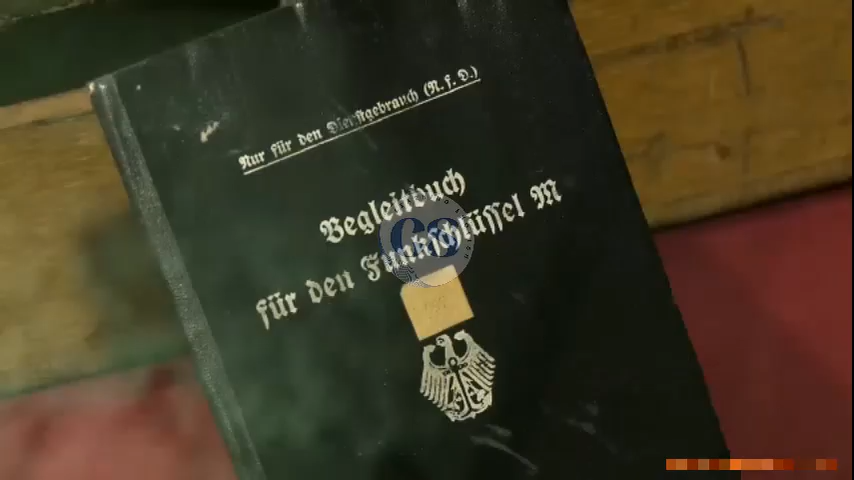 Nur für den Dienstgebrauch (N. f. D.)
Begleitbuch
für den Funkschlüssel M